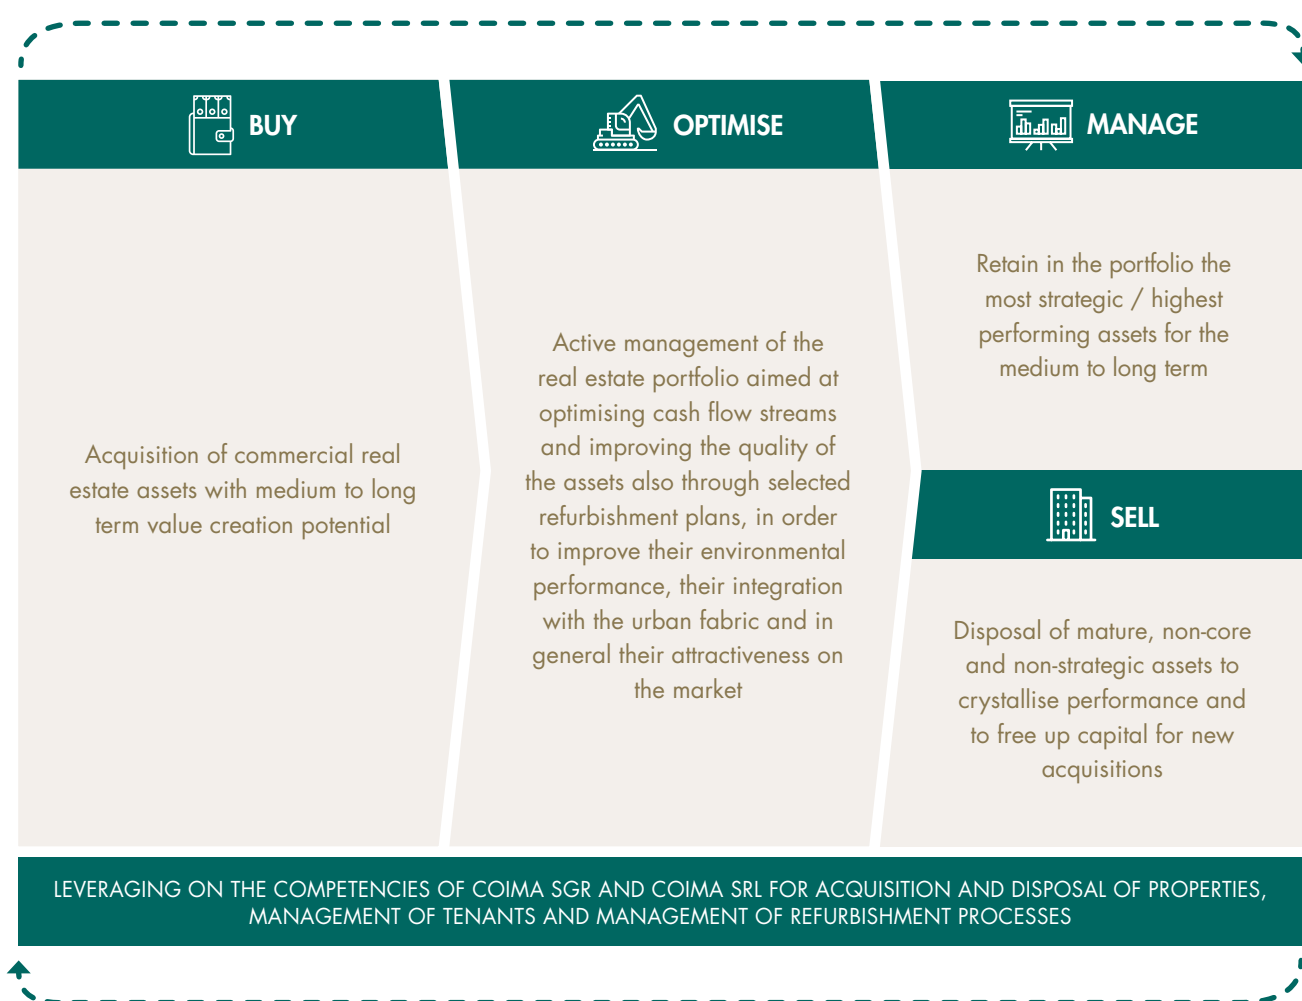 BUY
Acquisition of commercial real
estate assets with medium to long
term value creation potential
OPTIMISE
Active management of the
real estate portfolio aimed at
optimising cash flow streams
and improving the quality of
the assets also through selected
refurbishment plans, in order
to improve their environmental
performance, their integration
with the urban fabric and in
general their attractiveness on
the market
MANAGE
Retain in the portfolio the
most strategic / highest
performing assets for the
medium to long term
SELL
Disposal of mature, non-core
and non-strategic assets to
crystallise performance and
to free up capital for new
acquisitions
LEVERAGING ON THE COMPETENCIES OF COIMA SGR AND COIMA SRL FOR ACQUISITION AND DISPOSAL OF PROPERTIES,
MANAGEMENT OF TENANTS AND MANAGEMENT OF REFURBISHMENT PROCESSES